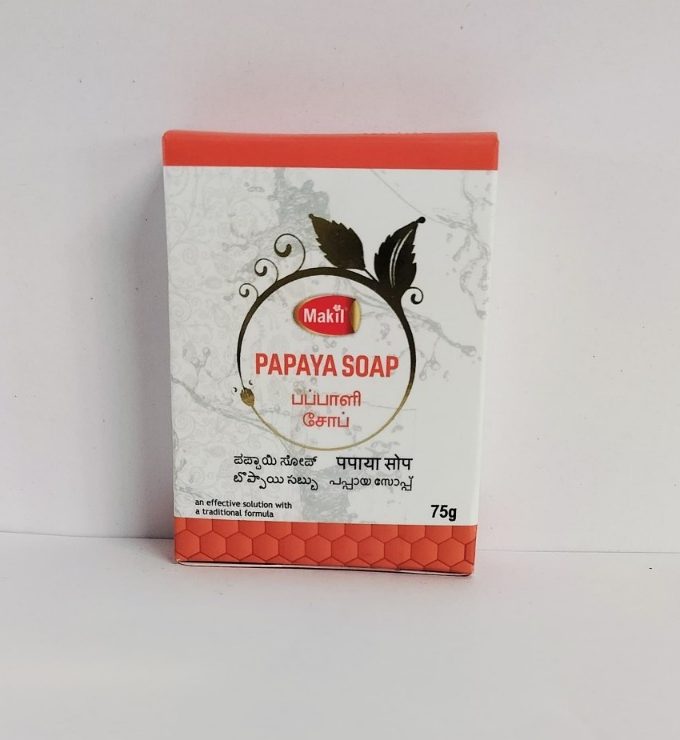 Makil
PAPAYA SOAP
பப்பாளி
சோப்
ಪಪ್ಪಾಯಿ ಸೋಪ್ पपाया सोप
బొప్పాయి సబ్బు പപ്പായ സോപ്പ്
an effective solution with
a traditional formula
75g